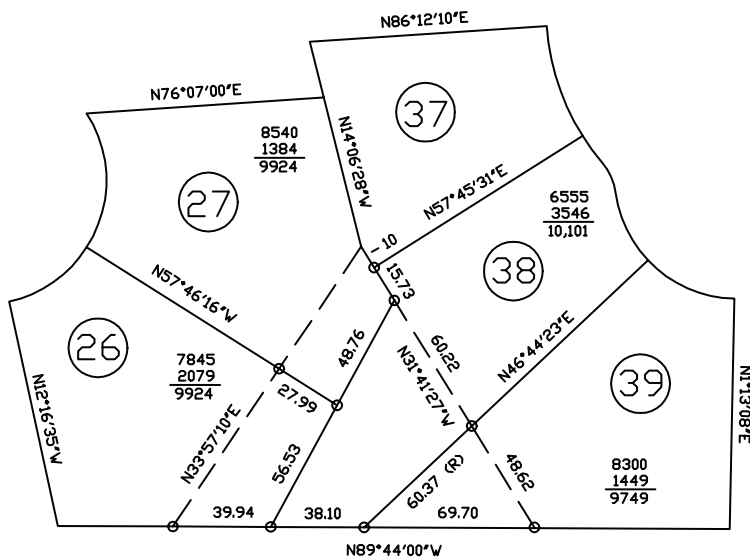 N86°12'10"E
N76°07'00"E
37
8540
1384
9924
N14°06'28"W
27
N57°45'31"E
6555
3546
10,101
10
15.73
38
N57°46'16"W
26
48.76
60.22
N46°44'23"E
7845
2079
9924
27.99
N31°41'27"W
39
N12°16'35"W
N33°57'10"E
N1°13'08"E
56.53
60.37 (R)
48.62
8300
1449
9749
39.94
38.10
69.70
N89°44'00"W